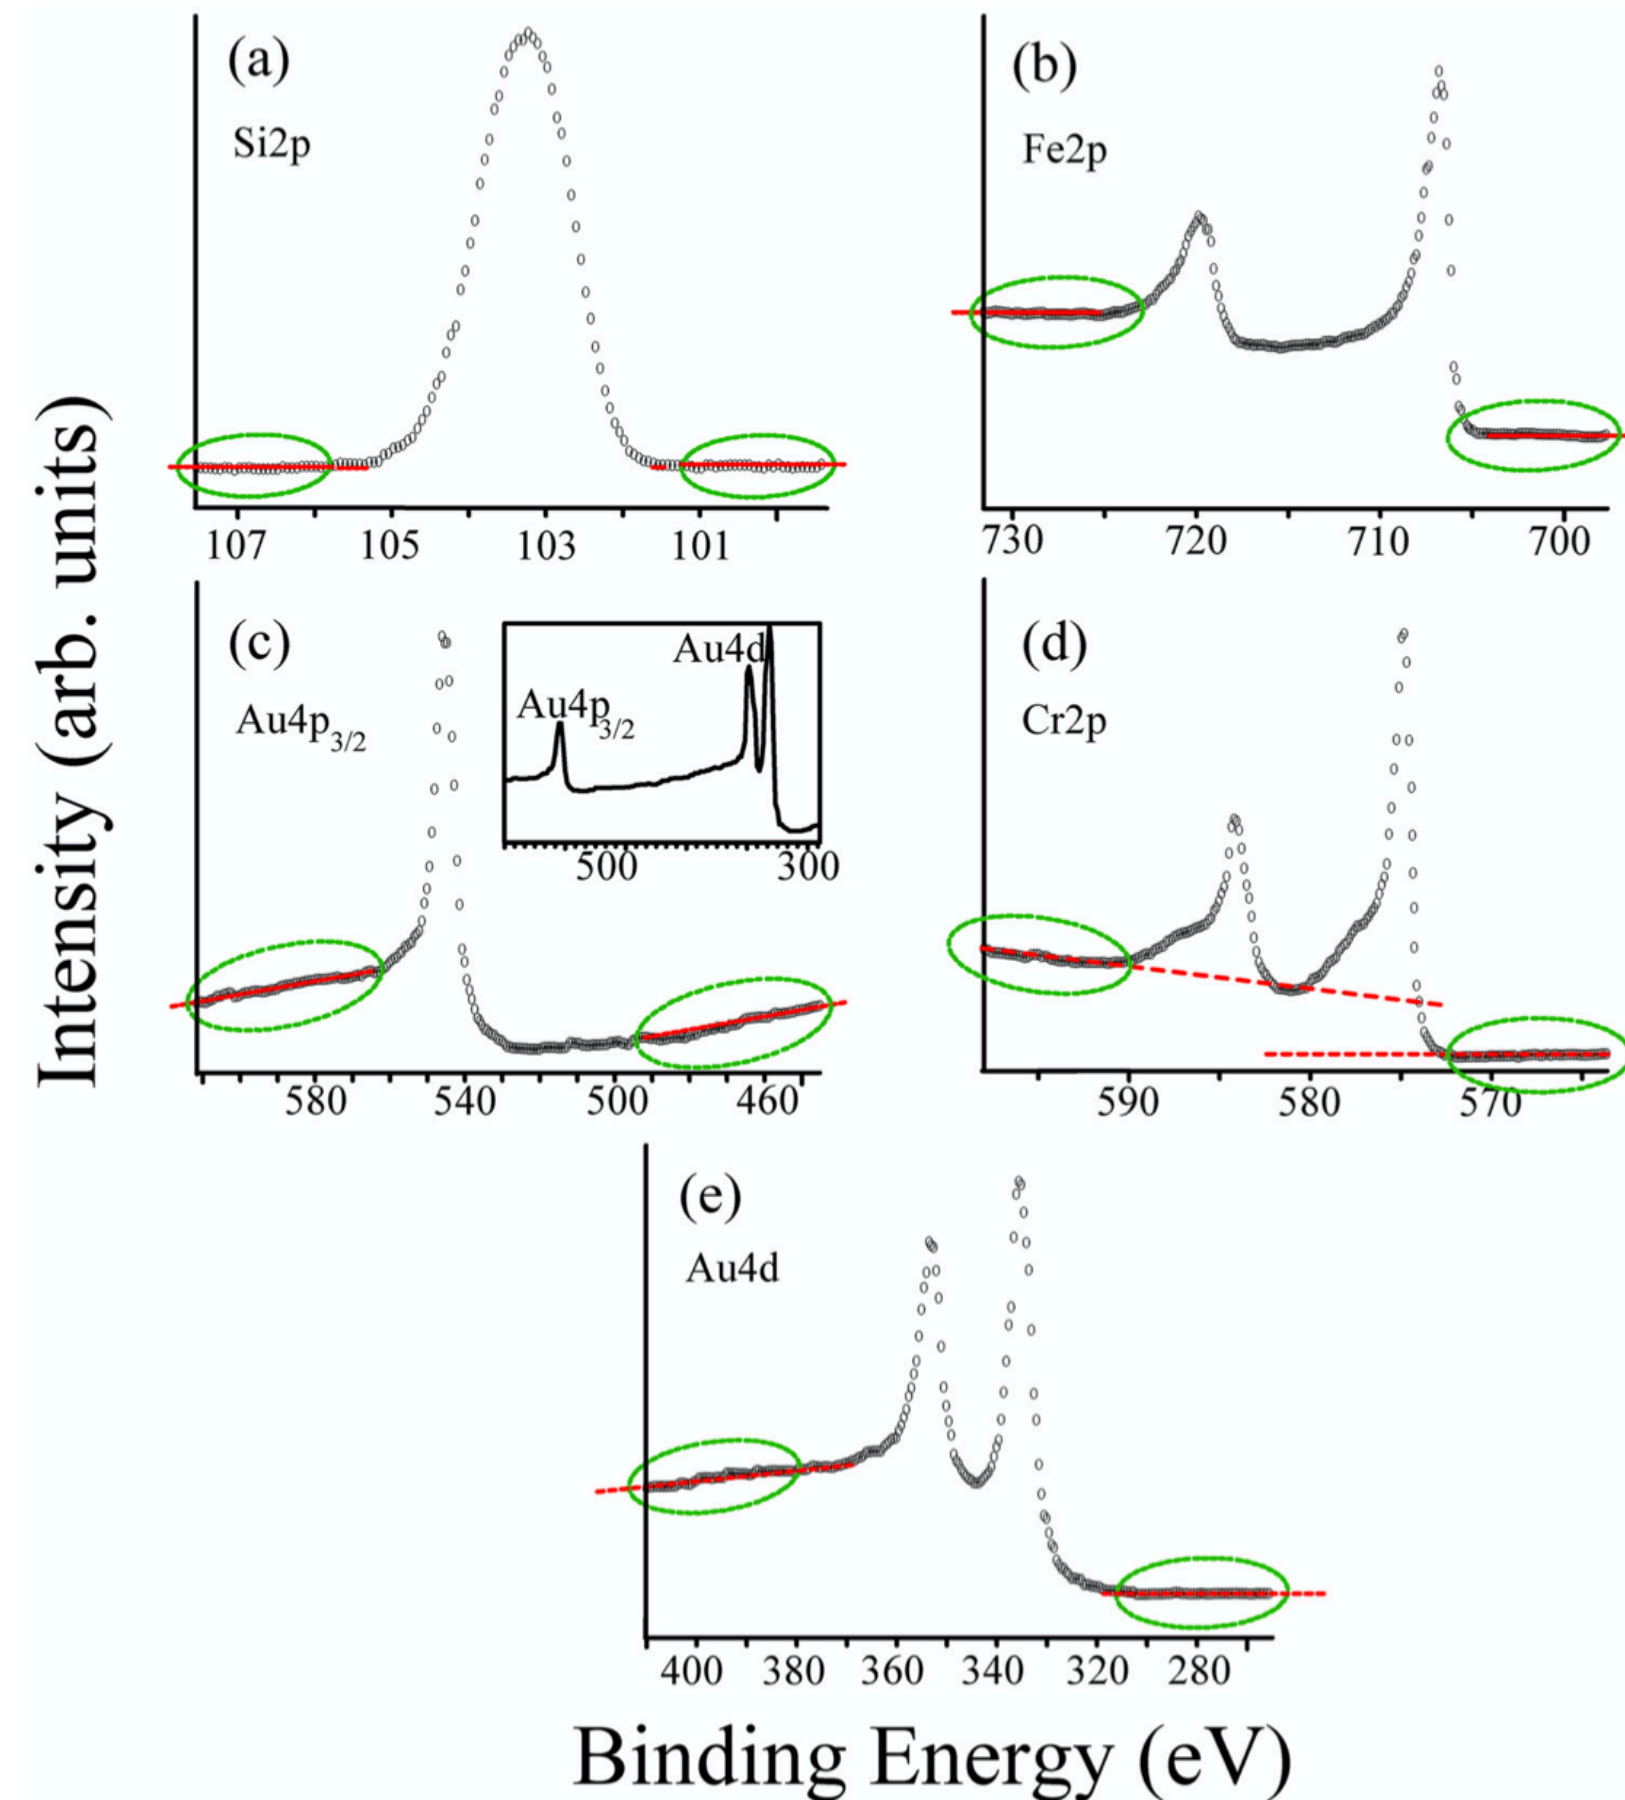 (a)
Si2p
107 105 103 101
(b)
Fe2p
730 720 710 700
Intensity (arb. units)
(c)
Au4p3/2
Au4d
Au4p3/2
500 300
580 540 500 460
(d)
Cr2p
590 580 570
(e)
Au4d
400 380 360 340 320 280
Binding Energy (eV)